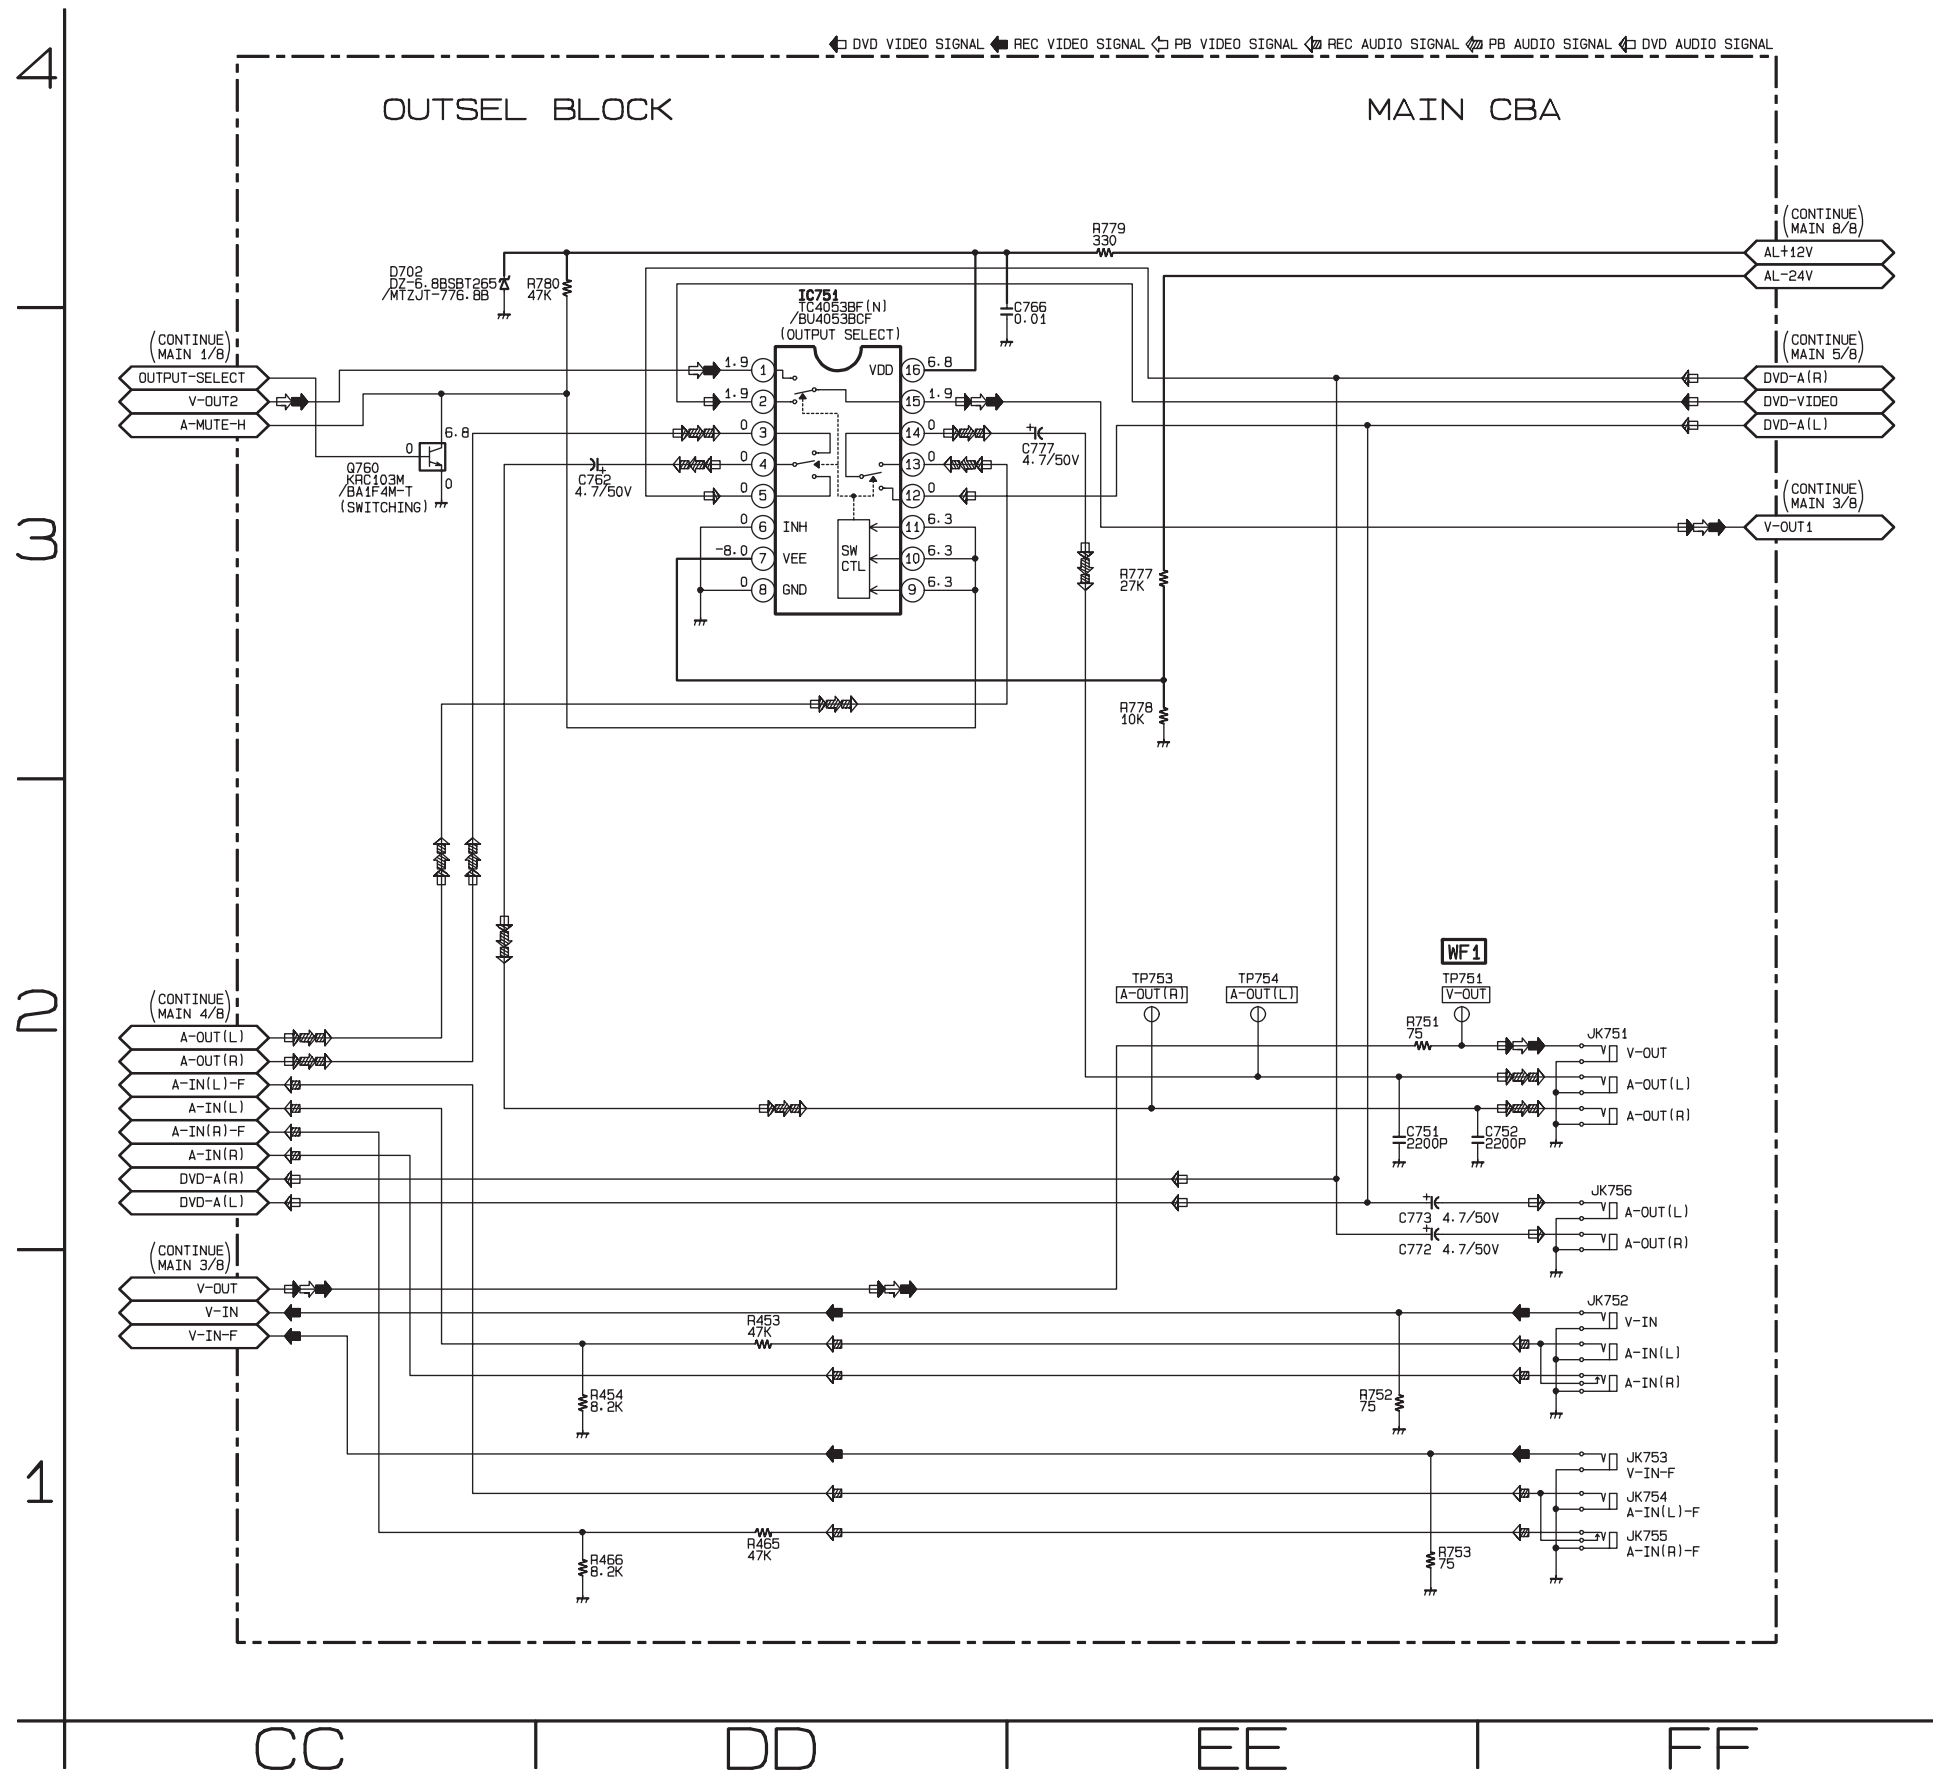 DVD VIDEO SIGNAL REC VIDEO SIGNAL PB VIDEO SIGNAL REC AUDIO SIGNAL PB AUDIO SIGNAL DVD AUDIO SIGNAL
4
OUTSEL BLOCK
MAIN CBA
(CONTINUE
MAIN 8/8)
AL+12V
AL-24V
R779
330
D702
DZ-6.8BSBT265
/MTZJT-776.8B
R780
47K
IC751
TC4053BF(N)
/BU4053BCF
(OUTPUT SELECT)
C766
0.01
(CONTINUE
MAIN 1/8)
OUTPUT-SELECT
V-OUT2
A-MUTE-H
(CONTINUE
MAIN 5/8)
DVD-A(R)
DVD-VIDEO
DVD-A(L)
1.9 1 VDD 16 6.8
1.9 2 15 1.9
0 3 14 0
0 4 13 0
0 5 12 0
0 6 INH 11 6.3
-8.0 7 VEE 10 6.3
0 8 GND 9 6.3
SW
CTL
6.8
0
0
Q760
KRC103M
/BA1F4M-T
(SWITCHING)
C762
4.7/50V
C777
4.7/50V
(CONTINUE
MAIN 3/8)
V-OUT1
3
R777
27K
R778
10K
2
WF1
TP753
A-OUT(R)
TP754
A-OUT(L)
TP751
V-OUT
(CONTINUE
MAIN 4/8)
A-OUT(L)
A-OUT(R)
A-IN(L)-F
A-IN(L)
A-IN(R)-F
A-IN(R)
DVD-A(R)
DVD-A(L)
R751
75
JK751
V-OUT
A-OUT(L)
A-OUT(R)
C751
2200P
C752
2200P
JK756
A-OUT(L)
A-OUT(R)
C773 4.7/50V
C772 4.7/50V
(CONTINUE
MAIN 3/8)
V-OUT
V-IN
V-IN-F
JK752
V-IN
A-IN(L)
A-IN(R)
R453
47K
R454
8.2K
R752
75
1
JK753
V-IN-F
JK754
A-IN(L)-F
JK755
A-IN(R)-F
R465
47K
R466
8.2K
R753
75
CC DD EE FF